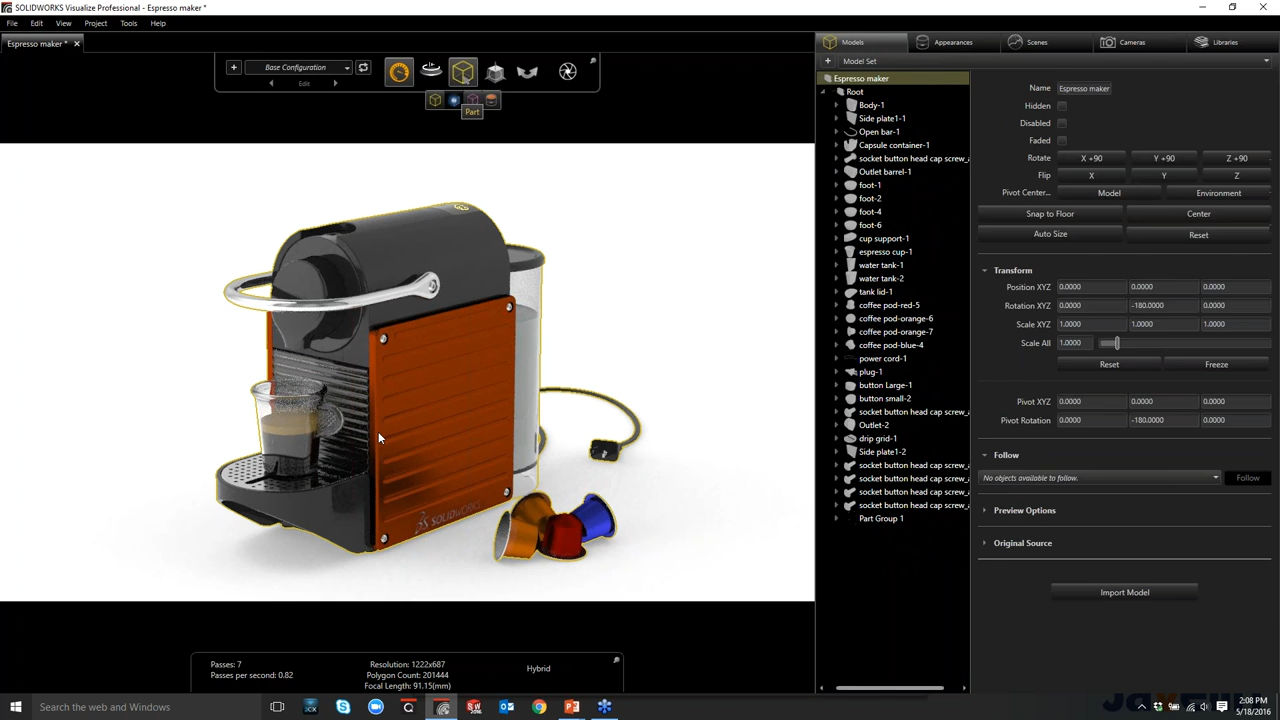 SOLIDWORKS Visualize Professional - Espresso maker *
File Edit View Project Tools Help
Espresso maker *
Base Configuration
Edit
Part
SOLIDWORKS
Passes: 7
Passes per second: 0.82
Resolution: 1222x687
Polygon Count: 201444
Focal Length: 91.15(mm)
Hybrid
Models Appearances Scenes Cameras Libraries
Model Set
Espresso maker
Root
Body-1
Side plate1-1
Open bar-1
Capsule container-1
socket button head cap screw_a
Outlet barrel-1
foot-1
foot-2
foot-4
foot-6
cup support-1
espresso cup-1
water tank-1
water tank-2
tank lid-1
coffee pod-red-5
coffee pod-orange-6
coffee pod-orange-7
coffee pod-blue-4
power cord-1
plug-1
button Large-1
button small-2
socket button head cap screw_a
Outlet-2
drip grid-1
Side plate1-2
socket button head cap screw_a
socket button head cap screw_a
socket button head cap screw_a
socket button head cap screw_a
Part Group 1
Name Espresso maker
Hidden
Disabled
Faded
Rotate X +90 Y +90 Z +90
Flip X Y Z
Pivot Center... Model Environment
Snap to Floor Center
Auto Size Reset
Transform
Position XYZ 0.0000 0.0000 0.0000
Rotation XYZ 0.0000 -180.0000 0.0000
Scale XYZ 1.0000 1.0000 1.0000
Scale All 1.0000
Reset Freeze
Pivot XYZ 0.0000 0.0000 0.0000
Pivot Rotation 0.0000 -180.0000 0.0000
Follow
No objects available to follow. Follow
Preview Options
Original Source
Import Model
Search the web and Windows
2:08 PM
5/18/2016